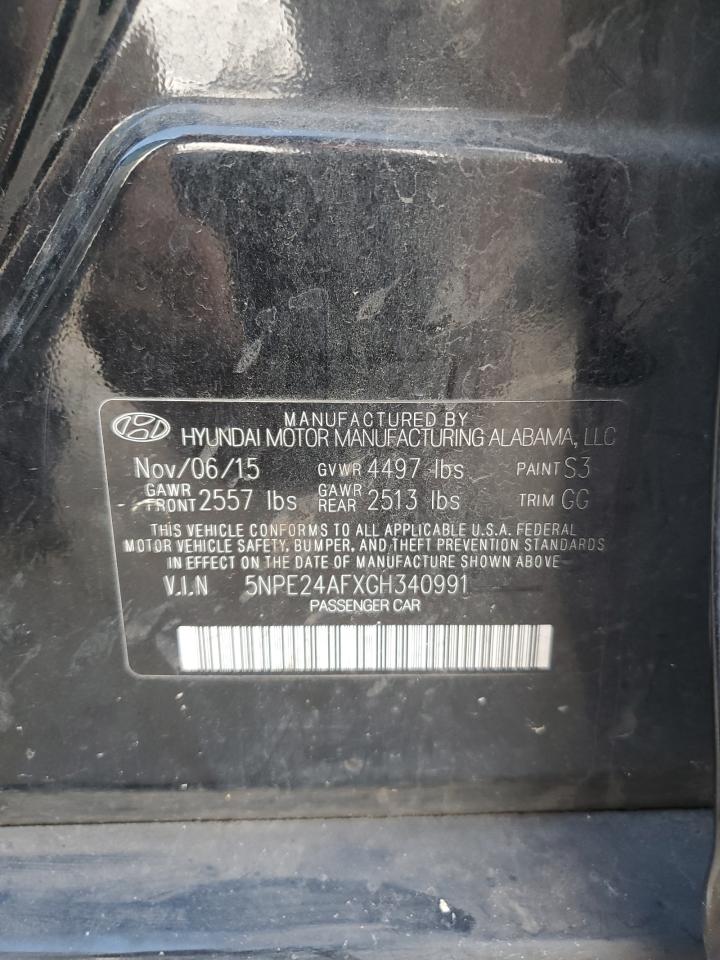 MANUFACTURED BY
HYUNDAI MOTOR MANUFACTURING ALABAMA, LLC
Nov/06/15 GVWR 4497 lbs PAINT S3
GAWR FRONT 2557 lbs GAWR REAR 2513 lbs TRIM GG
THIS VEHICLE CONFORMS TO ALL APPLICABLE U.S.A. FEDERAL
MOTOR VEHICLE SAFETY, BUMPER, AND THEFT PREVENTION STANDARDS
IN EFFECT ON THE DATE OF MANUFACTURE SHOWN ABOVE
V.I.N 5NPE24AFXGH340991
PASSENGER CAR